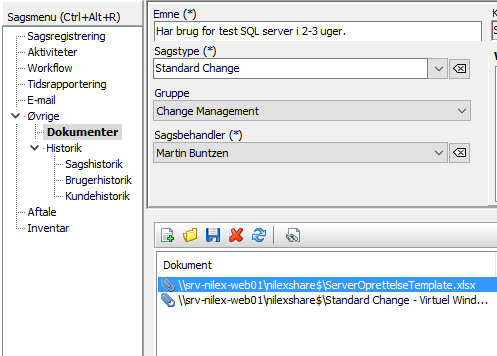 Sagsmenu (Ctrl+Alt+R)
Sagsregistrering
Aktiviteter
Workflow
Tidsrapportering
E-mail
Øvrige
Dokumenter
Historik
Sagshistorik
Brugerhistorik
Kundehistorik
Aftale
Inventar
Emne (*)
Har brug for test SQL server i 2-3 uger.
Sagstype (*)
Standard Change
Gruppe
Change Management
Sagsbehandler (*)
Martin Buntzen
Dokument
\\srv-nilex-web01\nilexshare$\ServerOprettelseTemplate.xlsx
\\srv-nilex-web01\nilexshare$\Standard Change - Virtuel Wind...